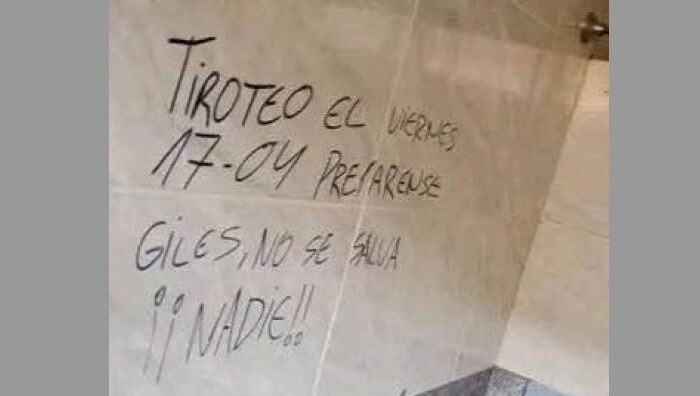 TIROTEO EL VIERNES
17-04 PREPARENSE
GILES, NO SE SALVA
¡¡NADIE!!